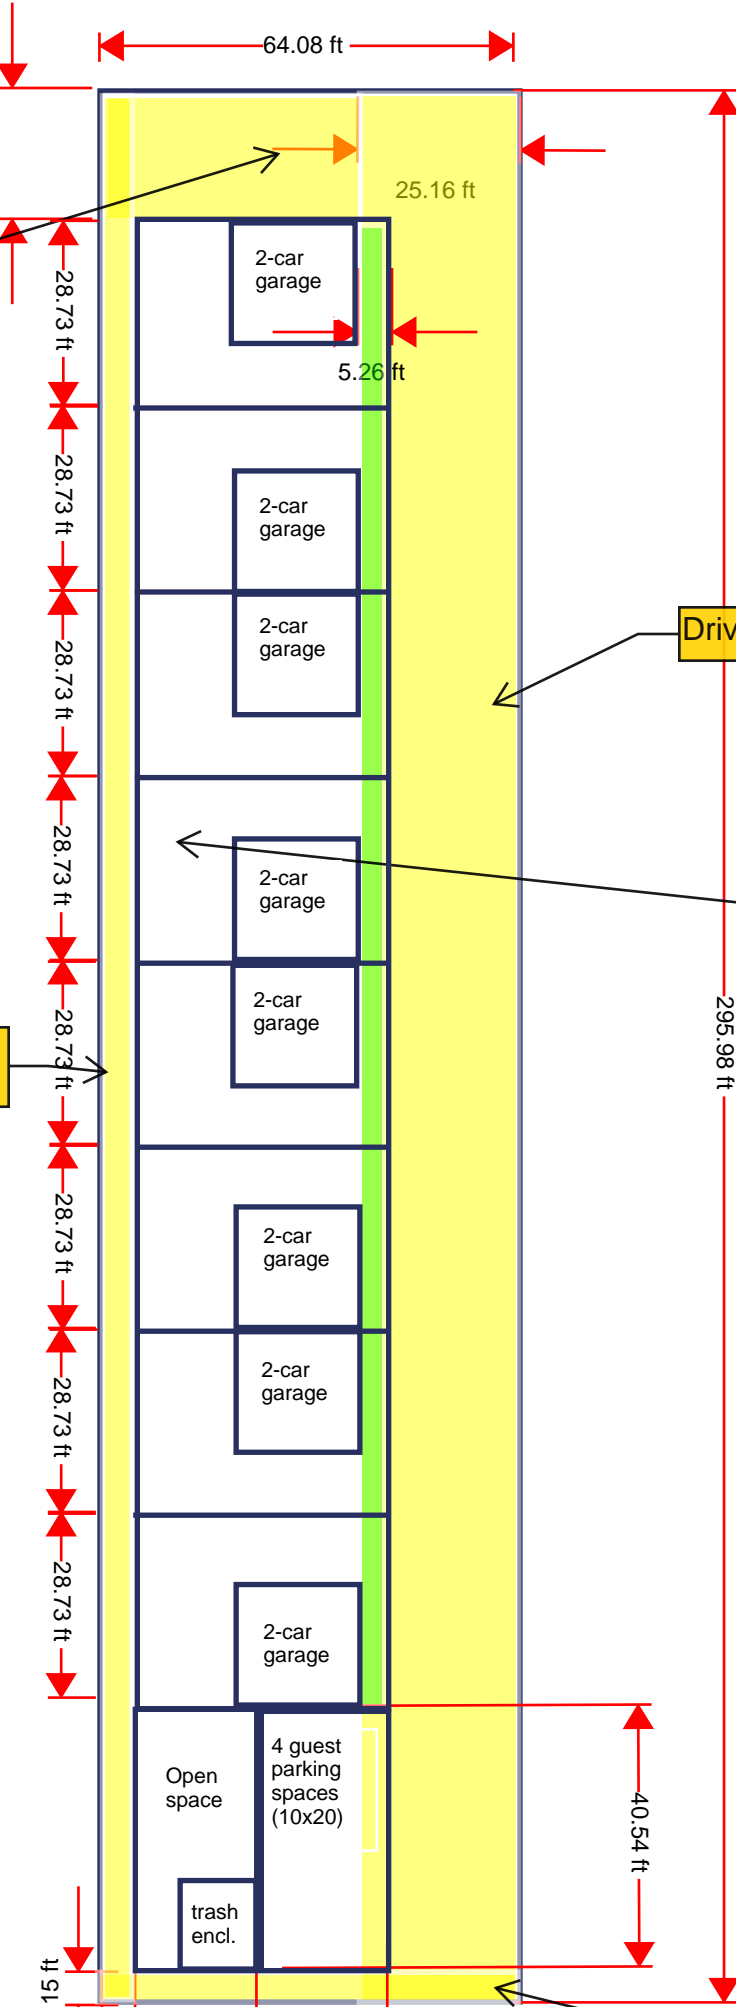 64.08 ft
25.16 ft
2-car
garage
28.73 ft
5.26 ft
28.73 ft
2-car
garage
2-car
garage
28.73 ft
Driv
28.73 ft
2-car
garage
295.98 ft
2-car
garage
28.73 ft
28.73 ft
2-car
garage
2-car
garage
28.73 ft
28.73 ft
2-car
garage
4 guest
parking
spaces
(10x20)
Open
space
40.54 ft
trash
encl.
15 ft